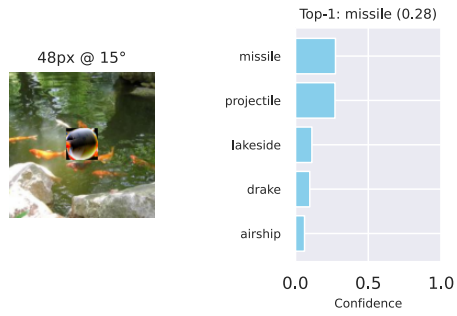 48px @ 15°
Top-1: missile (0.28)
missile
projectile
lakeside
drake
airship
0.0 0.5 1.0
Confidence